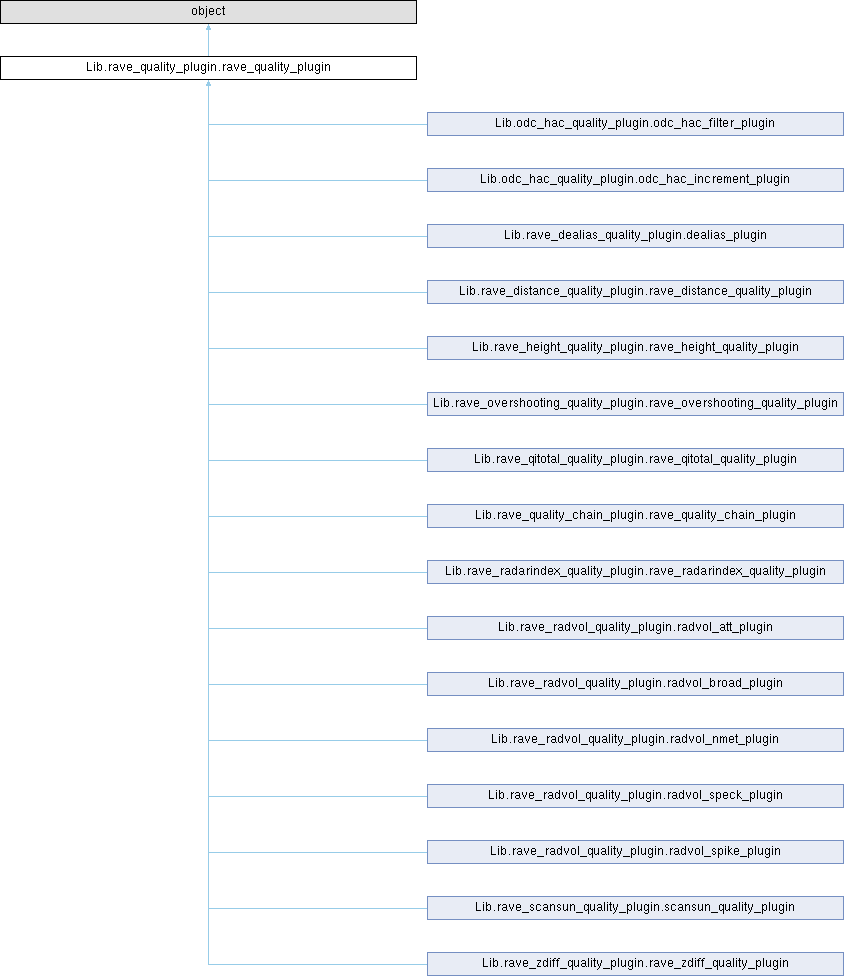 object
Lib.rave_quality_plugin.rave_quality_plugin
Lib.odc_hac_quality_plugin.odc_hac_filter_plugin
Lib.odc_hac_quality_plugin.odc_hac_increment_plugin
Lib.rave_dealias_quality_plugin.dealias_plugin
Lib.rave_distance_quality_plugin.rave_distance_quality_plugin
Lib.rave_height_quality_plugin.rave_height_quality_plugin
Lib.rave_overshooting_quality_plugin.rave_overshooting_quality_plugin
Lib.rave_qitotal_quality_plugin.rave_qitotal_quality_plugin
Lib.rave_quality_chain_plugin.rave_quality_chain_plugin
Lib.rave_radarindex_quality_plugin.rave_radarindex_quality_plugin
Lib.rave_radvol_quality_plugin.radvol_att_plugin
Lib.rave_radvol_quality_plugin.radvol_broad_plugin
Lib.rave_radvol_quality_plugin.radvol_nmet_plugin
Lib.rave_radvol_quality_plugin.radvol_speck_plugin
Lib.rave_radvol_quality_plugin.radvol_spike_plugin
Lib.rave_scansun_quality_plugin.scansun_quality_plugin
Lib.rave_zdiff_quality_plugin.rave_zdiff_quality_plugin